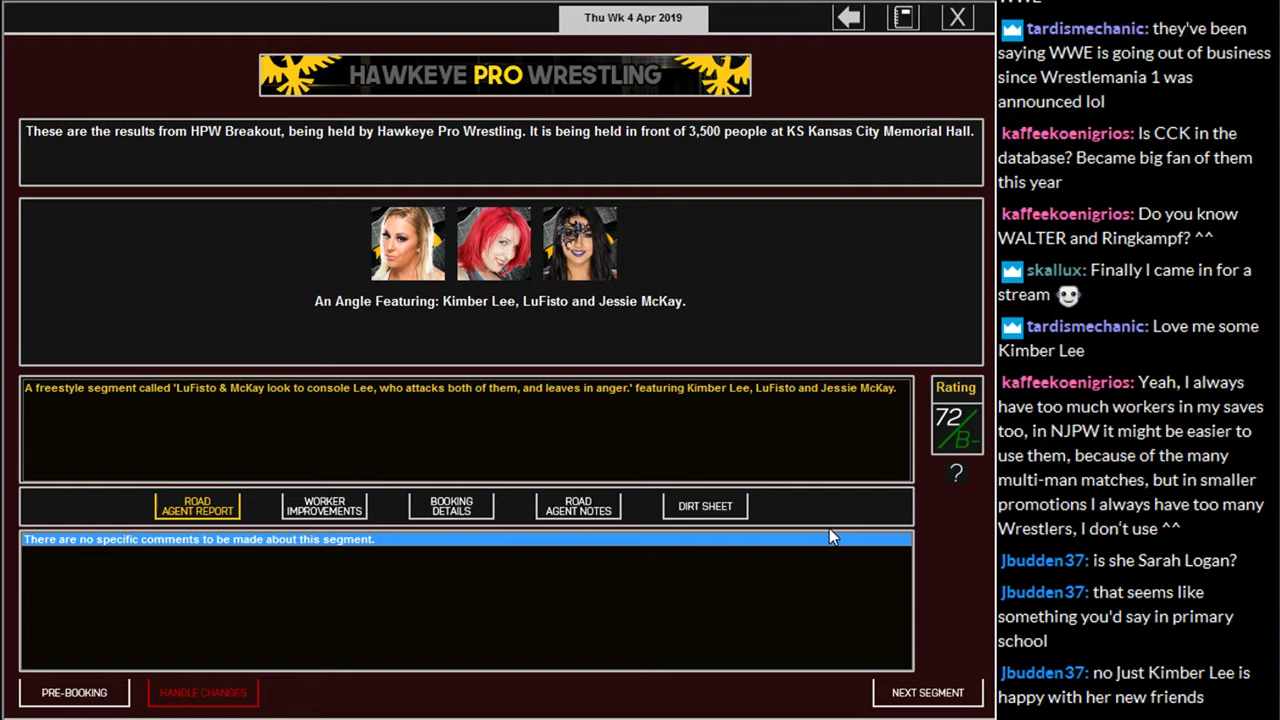 Thu Wk 4 Apr 2019
X
HAWKEYE PRO WRESTLING
These are the results from HPW Breakout, being held by Hawkeye Pro Wrestling. It is being held in front of 3,500 people at KS Kansas City Memorial Hall.
An Angle Featuring: Kimber Lee, LuFisto and Jessie McKay.
A freestyle segment called 'LuFisto & McKay look to console Lee, who attacks both of them, and leaves in anger.' featuring Kimber Lee, LuFisto and Jessie McKay.
Rating
72
B-
?
ROAD
AGENT REPORT
WORKER
IMPROVEMENTS
BOOKING
DETAILS
ROAD
AGENT NOTES
DIRT SHEET
There are no specific comments to be made about this segment.
PRE-BOOKING
HANDLE CHANGES
NEXT SEGMENT
tardismechanic: they've been
saying WWE is going out of business
since Wrestlemania 1 was
announced lol
kaffeekoenigrios: Is CCK in the
database? Became big fan of them
this year
kaffeekoenigrios: Do you know
WALTER and Ringkampf? ^^
skallux: Finally I came in for a
stream
tardismechanic: Love me some
Kimber Lee
kaffeekoenigrios: Yeah, I always
have too much workers in my saves
too, in NJPW it might be easier to
use them, because of the many
multi-man matches, but in smaller
promotions I always have too many
Wrestlers, I don't use ^^
Jbudden37: is she Sarah Logan?
Jbudden37: that seems like
something you'd say in primary
school
Jbudden37: no Just Kimber Lee is
happy with her new friends